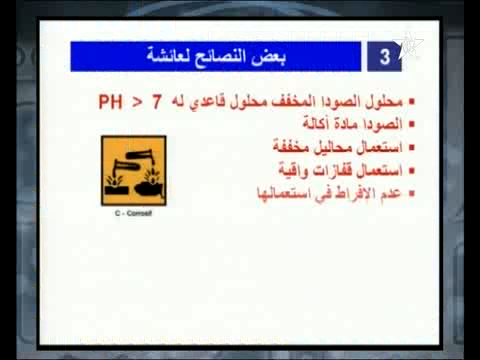 3 بعض النصائح لعائشة
محلول الصودا المخفف محلول قاعدي له PH > 7
الصودا مادة أكالة
استعمال محاليل مخففة
استعمال قفازات واقية
عدم الإفراط في استعمالها
C - Corrosif